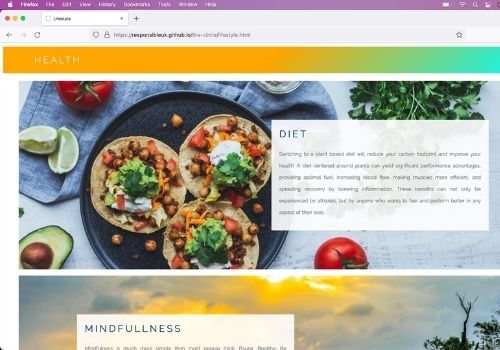 Firefox File Edit View History Bookmarks Tools Window Help
Lifestyle
https://responsibleuk.github.io/the-circle/lifestyle.html
HEALTH
DIET
Switching to a plant based diet will reduce your carbon footprint and improve your
health. A diet centered around plants can yield significant performance advantages,
providing optimal fuel, increasing blood flow, making muscles more efficient, and
speeding recovery by lowering inflammation. These benefits can not only be
experienced by athletes, but by anyone who wants to feel and perform better in any
aspect of their lives.
MINDFULLNESS
Mindfulness is much more simple than most people think. Pause. Breathe. Be